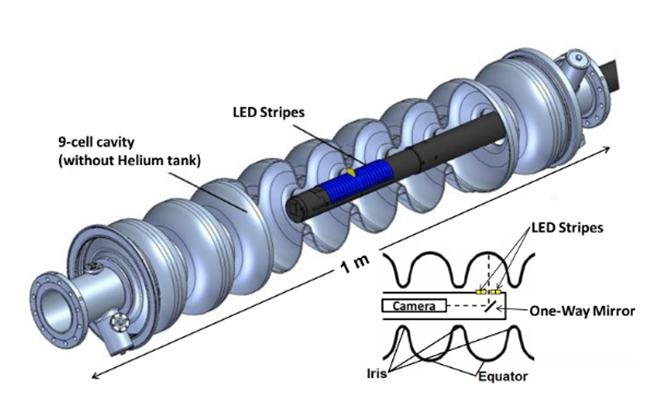 LED Stripes
9-cell cavity
(without Helium tank)
1 m
LED Stripes
Camera
One-Way Mirror
Iris
Equator